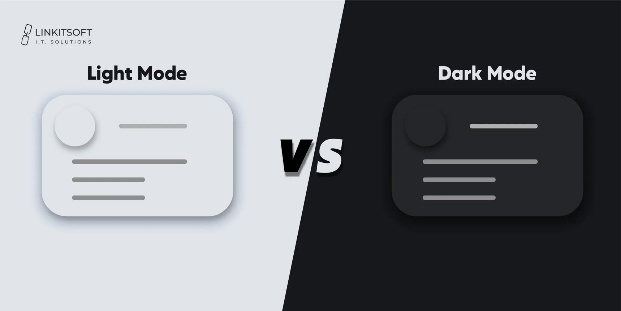 LINKITSOFT
I.T. SOLUTIONS
Light Mode
VS
Dark Mode